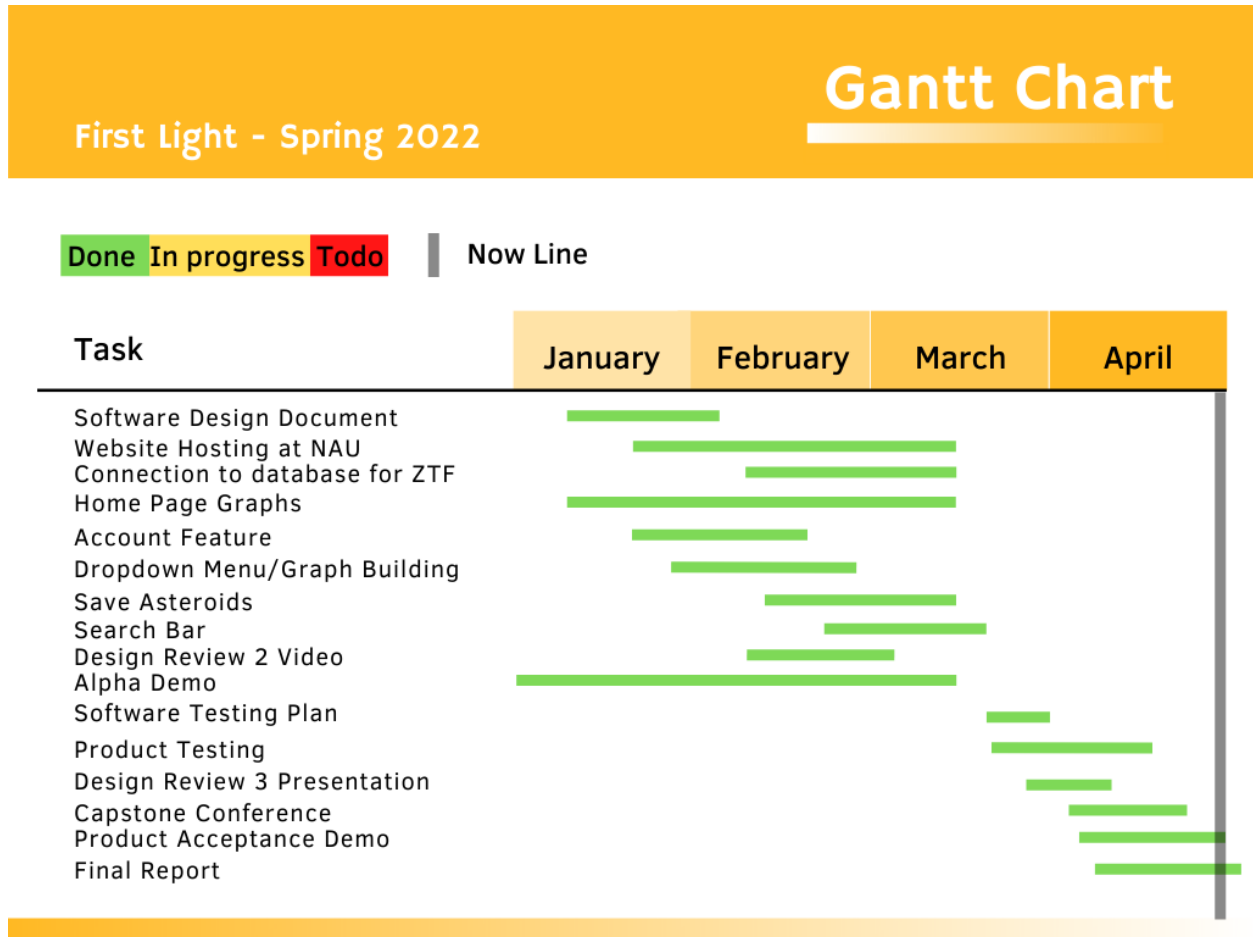 Gantt Chart
First Light - Spring 2022
Done In progress Todo Now Line
Task January February March April
Software Design Document
Website Hosting at NAU
Connection to database for ZTF
Home Page Graphs
Account Feature
Dropdown Menu/Graph Building
Save Asteroids
Search Bar
Design Review 2 Video
Alpha Demo
Software Testing Plan
Product Testing
Design Review 3 Presentation
Capstone Conference
Product Acceptance Demo
Final Report